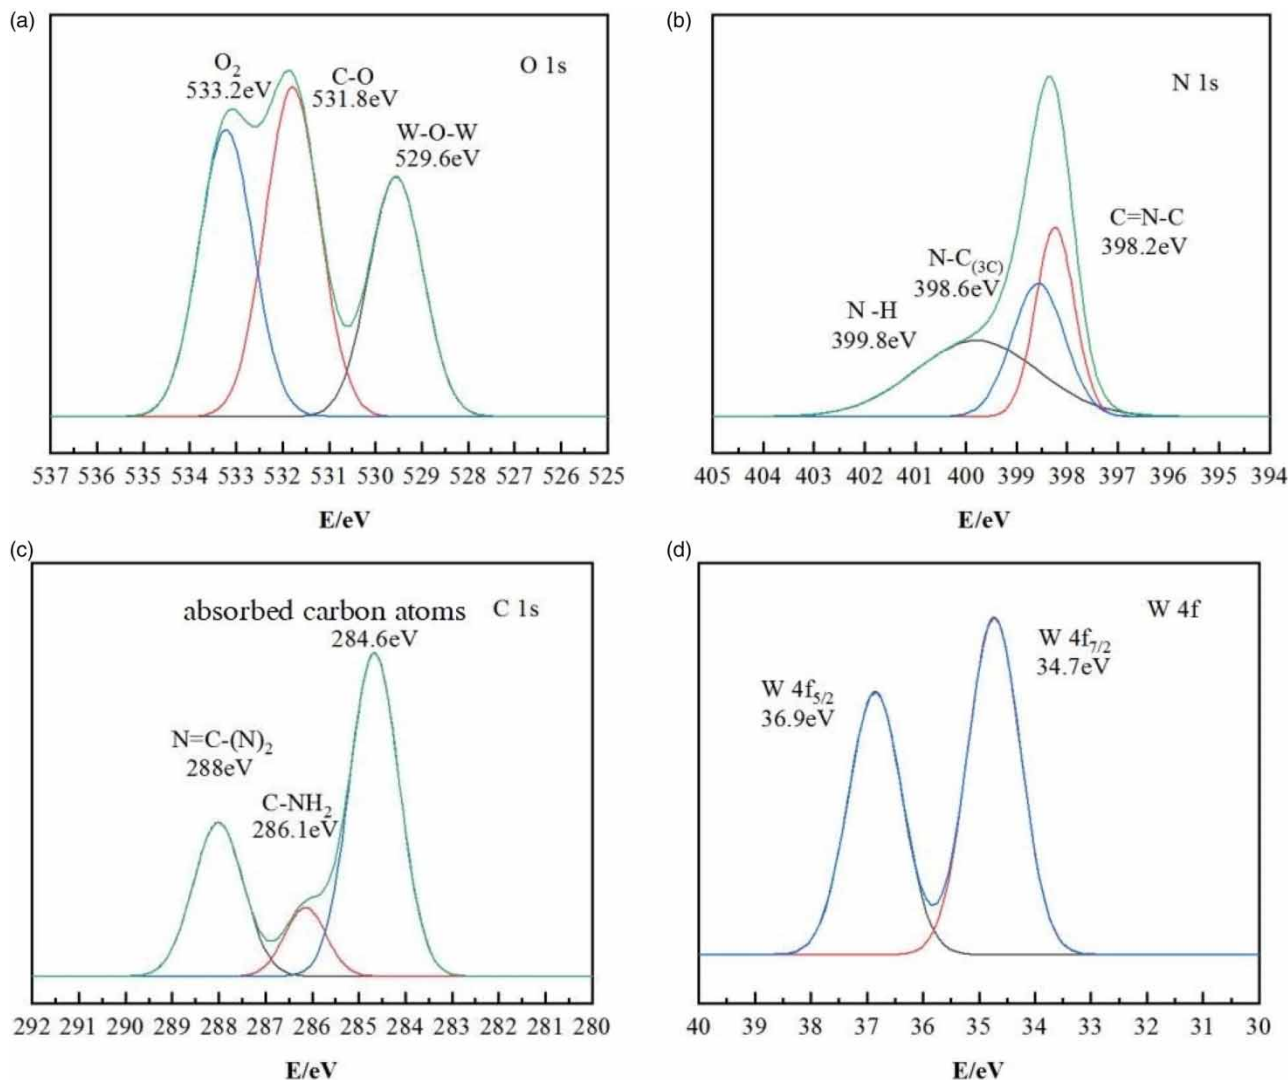 (a)
O 1s
O2
533.2eV
C-O
531.8eV
W-O-W
529.6eV
537 536 535 534 533 532 531 530 529 528 527 526 525
E/eV
(b)
N 1s
C=N-C
398.2eV
N-C(3C)
398.6eV
N -H
399.8eV
405 404 403 402 401 400 399 398 397 396 395 394
E/eV
(c)
absorbed carbon atoms
284.6eV
C 1s
N=C-(N)2
288eV
C-NH2
286.1eV
292 291 290 289 288 287 286 285 284 283 282 281 280
E/eV
(d)
W 4f
W 4f7/2
34.7eV
W 4f5/2
36.9eV
40 39 38 37 36 35 34 33 32 31 30
E/eV